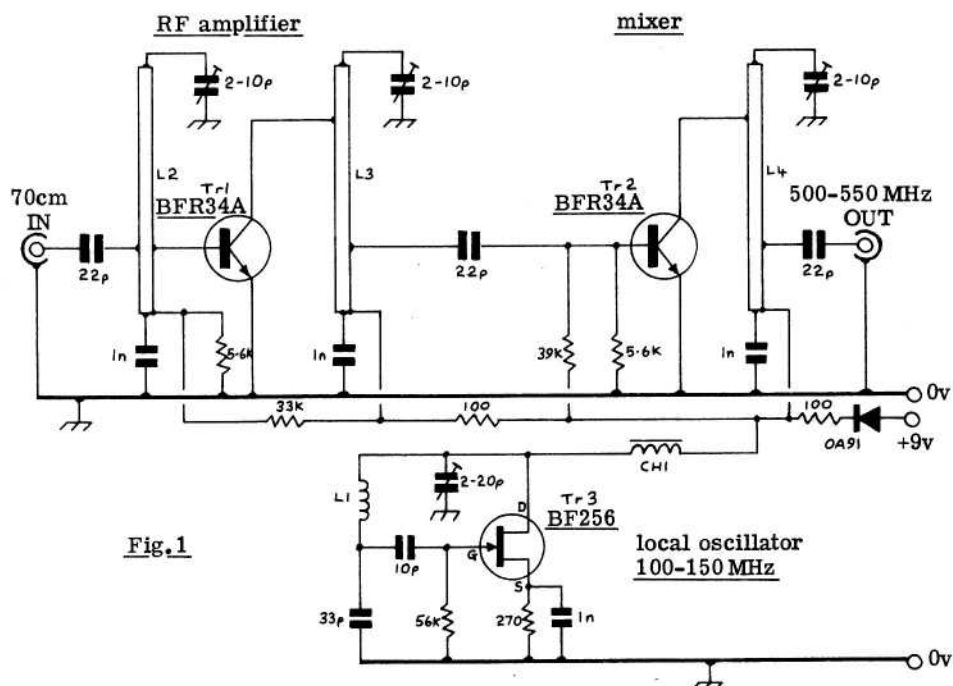 RF amplifier
mixer
2-10p
2-10p
2-10p
L2
L3
L4
Tr1
BFR34A
Tr2
BFR34A
70cm
IN
500-550 MHz
OUT
22p
22p
22p
1n
5.6K
1n
39K
5.6K
1n
0v
33K
100
100
OA91
+9v
CH1
L1
2-20p
D
Tr3
BF256
G
S
Fig.1
10p
local oscillator
100-150 MHz
33p
56K
270
1n
0v